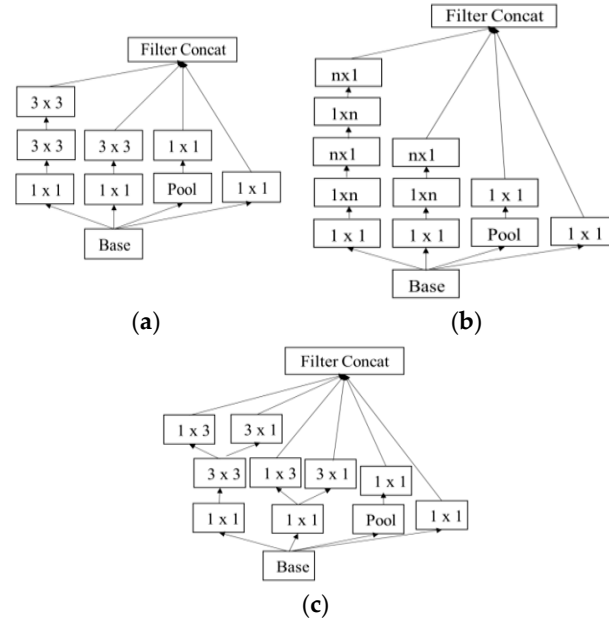 Filter Concat
3 x 3
3 x 3 3 x 3 1 x 1
1 x 1 1 x 1 Pool 1 x 1
Base
(a)
Filter Concat
nx1
1xn
nx1 nx1
1xn 1xn 1 x 1
1 x 1 1 x 1 Pool 1 x 1
Base
(b)
Filter Concat
1 x 3 3 x 1
3 x 3 1 x 3 3 x 1 1 x 1
1 x 1 1 x 1 Pool 1 x 1
Base
(c)